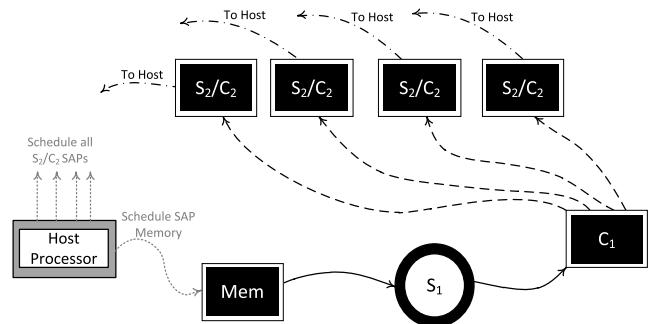 To Host
To Host
To Host
To Host
S₂/C₂
S₂/C₂
S₂/C₂
S₂/C₂
Schedule all
S₂/C₂ SAPs
Schedule SAP
Memory
Host
Processor
Mem
S₁
C₁